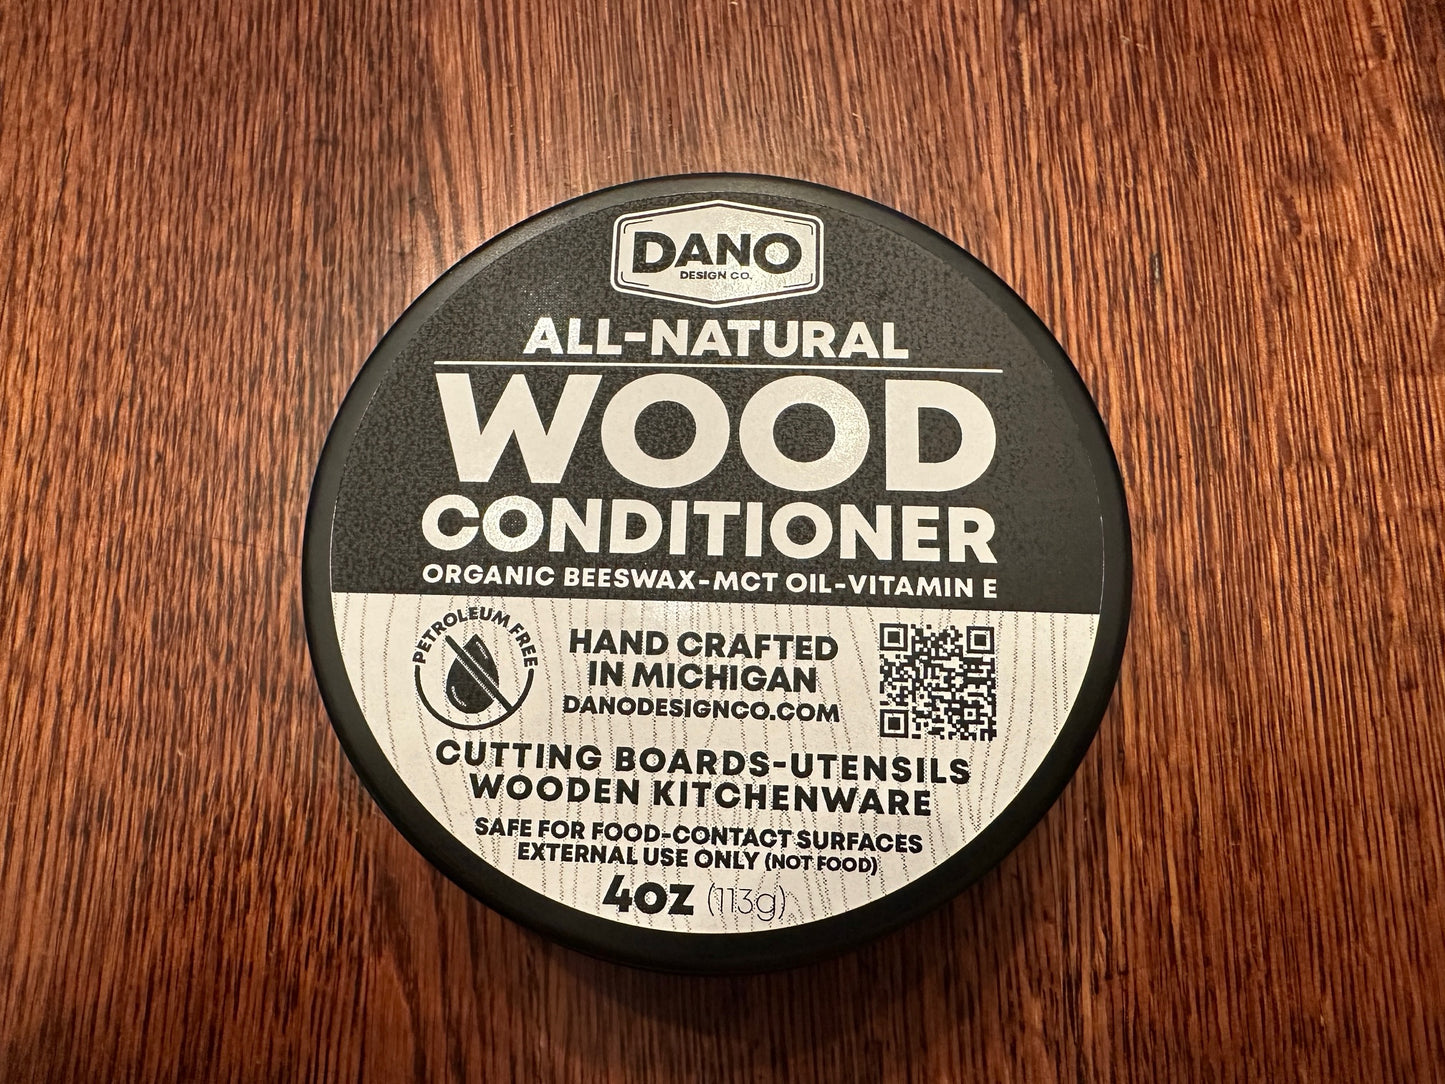 DANO
DESIGN CO.
ALL-NATURAL
WOOD
CONDITIONER
ORGANIC BEESWAX-MCT OIL-VITAMIN E
PETROLEUM FREE
HAND CRAFTED
IN MICHIGAN
DANODESIGNCO.COM
CUTTING BOARDS-UTENSILS
WOODEN KITCHENWARE
SAFE FOR FOOD-CONTACT SURFACES
EXTERNAL USE ONLY (NOT FOOD)
4OZ (113g)